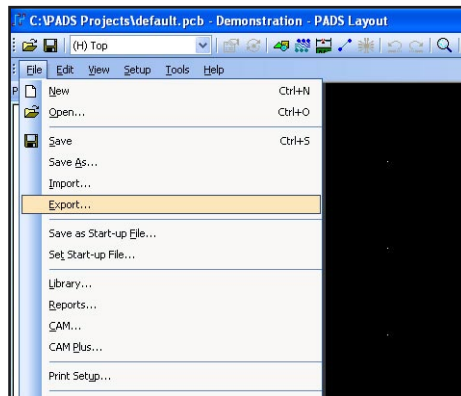 C:\PADS Projects\default.pcb - Demonstration - PADS Layout
(H) Top
File Edit View Setup Tools Help
New Ctrl+N
Open... Ctrl+O
Save Ctrl+S
Save As...
Import...
Export...
Save as Start-up File...
Set Start-up File...
Library...
Reports...
CAM...
CAM Plus...
Print Setup...